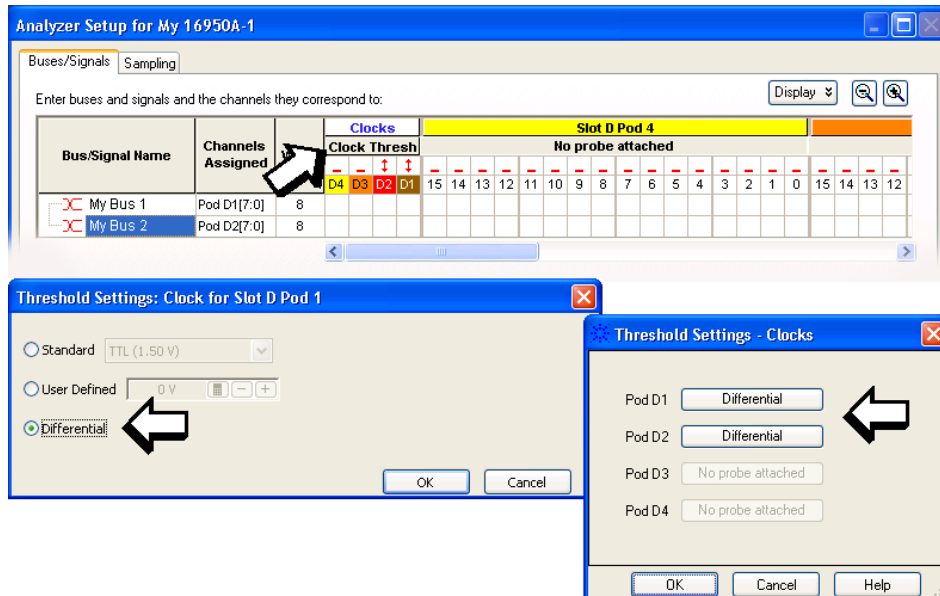 Analyzer Setup for My 16950A-1
Buses/Signals Sampling
Enter buses and signals and the channels they correspond to:
Display
Bus/Signal Name Channels Assigned Clocks Slot D Pod 4
Clock Thresh No probe attached
D4 D3 D2 D1 15 14 13 12 11 10 9 8 7 6 5 4 3 2 1 0 15 14 13 12
My Bus 1 Pod D1[7:0] 8
My Bus 2 Pod D2[7:0] 8
Threshold Settings: Clock for Slot D Pod 1
Standard TTL (1.50 V)
User Defined 0 V
Differential
OK Cancel
Threshold Settings - Clocks
Pod D1 Differential
Pod D2 Differential
Pod D3 No probe attached
Pod D4 No probe attached
OK Cancel Help